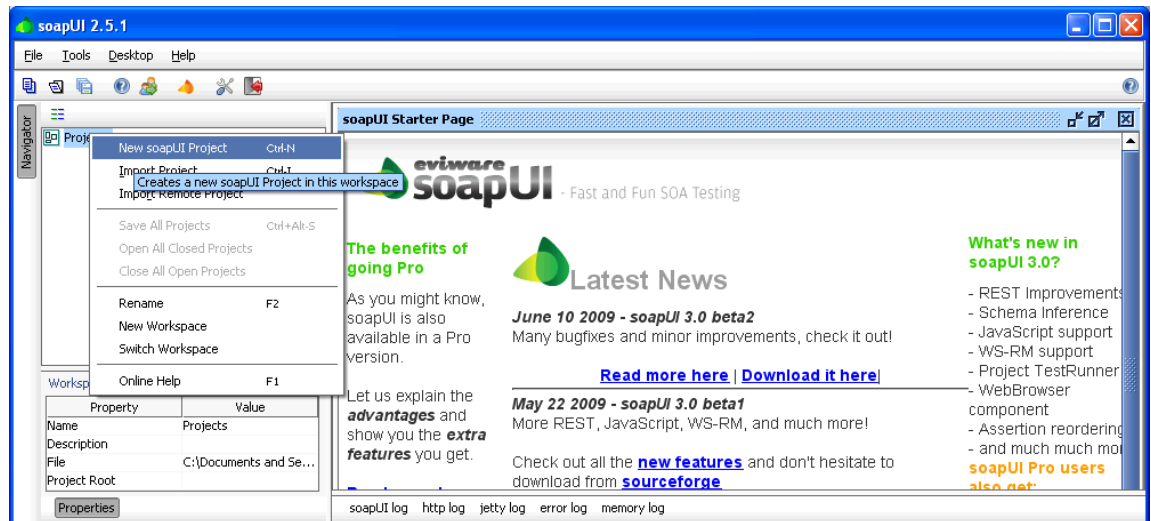 soapUI 2.5.1
File Tools Desktop Help
Navigator
Proje
New soapUI Project Ctrl-N
Import Project Ctrl-I
Creates a new soapUI Project in this workspace
Import Remote Project
Save All Projects Ctrl+Alt-S
Open All Closed Projects
Close All Open Projects
Rename F2
New Workspace
Switch Workspace
Online Help F1
Worksp
Property Value
Name Projects
Description
File C:\Documents and Se...
Project Root
Properties
soapUI Starter Page
eviware
soapUI - Fast and Fun SOA Testing
The benefits of
going Pro
As you might know,
soapUI is also
available in a Pro
version.
Let us explain the
advantages and
show you the extra
features you get.
Latest News
June 10 2009 - soapUI 3.0 beta2
Many bugfixes and minor improvements, check it out!
Read more here | Download it here|
May 22 2009 - soapUI 3.0 beta1
More REST, JavaScript, WS-RM, and much more!
Check out all the new features and don't hesitate to
download from sourceforge
What's new in
soapUI 3.0?
- REST Improvements
- Schema Inference
- JavaScript support
- WS-RM support
- Project TestRunner
- WebBrowser
component
- Assertion reordering
- and much much mor
soapUI Pro users
also get:
soapUI log http log jetty log error log memory log